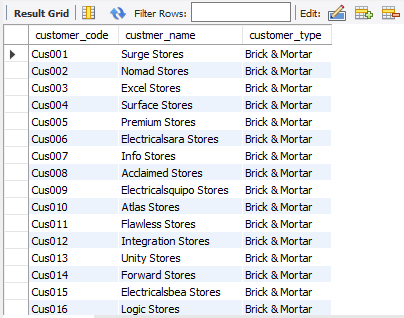 Result Grid Filter Rows: Edit:
customer_code custmer_name customer_type
Cus001 Surge Stores Brick & Mortar
Cus002 Nomad Stores Brick & Mortar
Cus003 Excel Stores Brick & Mortar
Cus004 Surface Stores Brick & Mortar
Cus005 Premium Stores Brick & Mortar
Cus006 Electricalsara Stores Brick & Mortar
Cus007 Info Stores Brick & Mortar
Cus008 Acclaimed Stores Brick & Mortar
Cus009 Electricalsquipo Stores Brick & Mortar
Cus010 Atlas Stores Brick & Mortar
Cus011 Flawless Stores Brick & Mortar
Cus012 Integration Stores Brick & Mortar
Cus013 Unity Stores Brick & Mortar
Cus014 Forward Stores Brick & Mortar
Cus015 Electricalsbea Stores Brick & Mortar
Cus016 Logic Stores Brick & Mortar